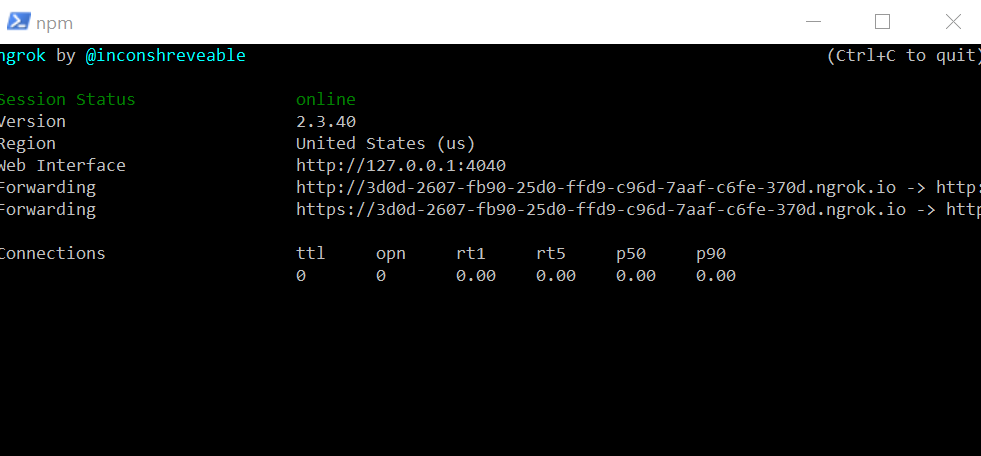 npm
ngrok by @inconshreveable (Ctrl+C to quit)
Session Status online
Version 2.3.40
Region United States (us)
Web Interface http://127.0.0.1:4040
Forwarding http://3d0d-2607-fb90-25d0-ffd9-c96d-7aaf-c6fe-370d.ngrok.io -> http:
Forwarding https://3d0d-2607-fb90-25d0-ffd9-c96d-7aaf-c6fe-370d.ngrok.io -> http
Connections ttl opn rt1 rt5 p50 p90
0 0 0.00 0.00 0.00 0.00